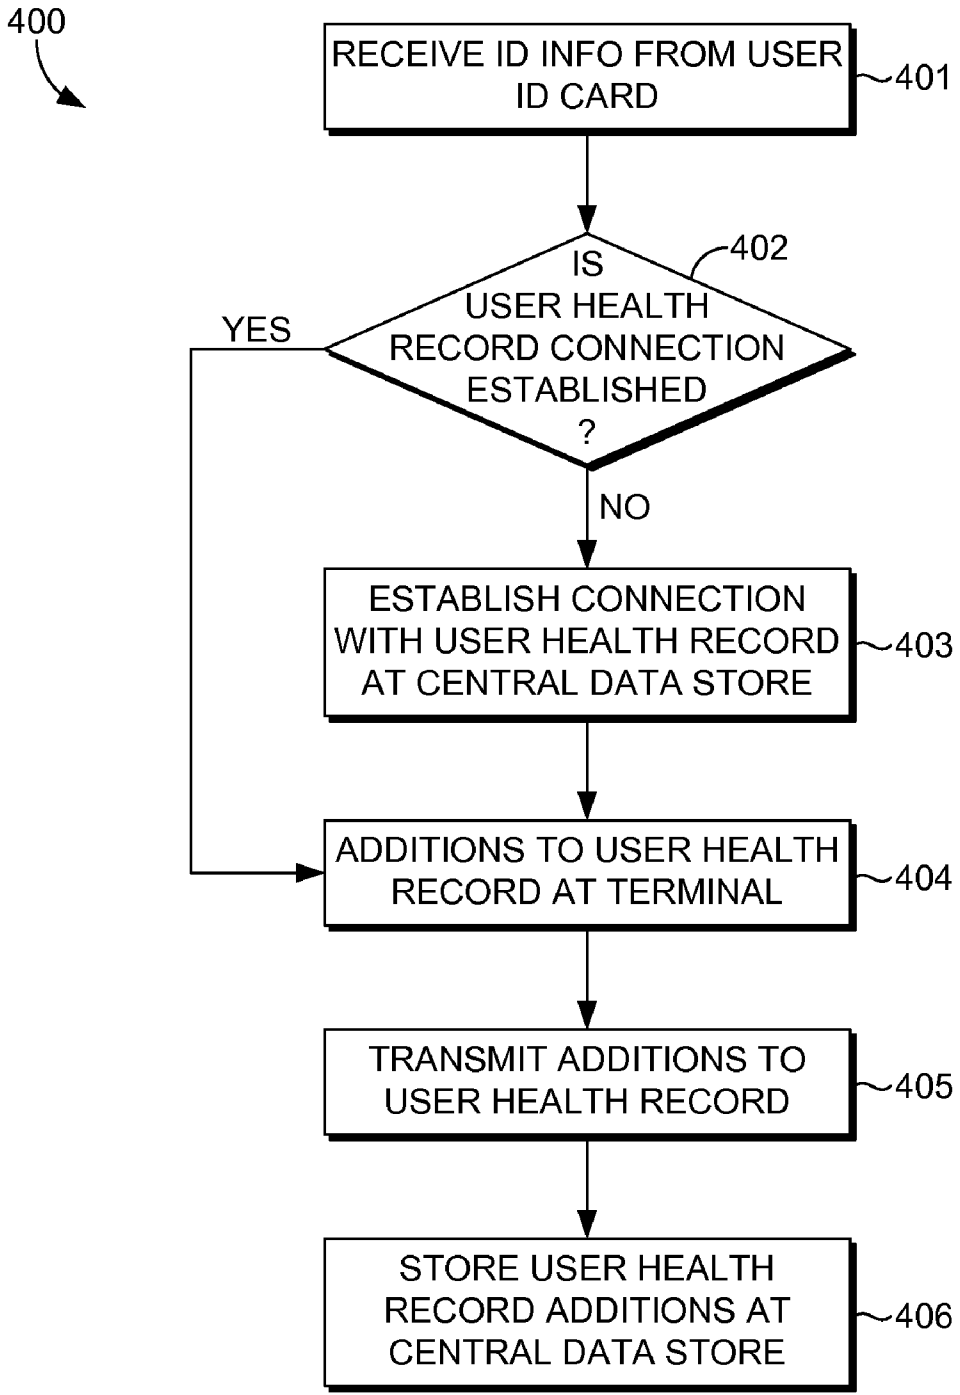 400
RECEIVE ID INFO FROM USER
ID CARD
401
402
IS
USER HEALTH
RECORD CONNECTION
ESTABLISHED
?
YES
NO
ESTABLISH CONNECTION
WITH USER HEALTH RECORD
AT CENTRAL DATA STORE
403
ADDITIONS TO USER HEALTH
RECORD AT TERMINAL
404
TRANSMIT ADDITIONS TO
USER HEALTH RECORD
405
STORE USER HEALTH
RECORD ADDITIONS AT
CENTRAL DATA STORE
406